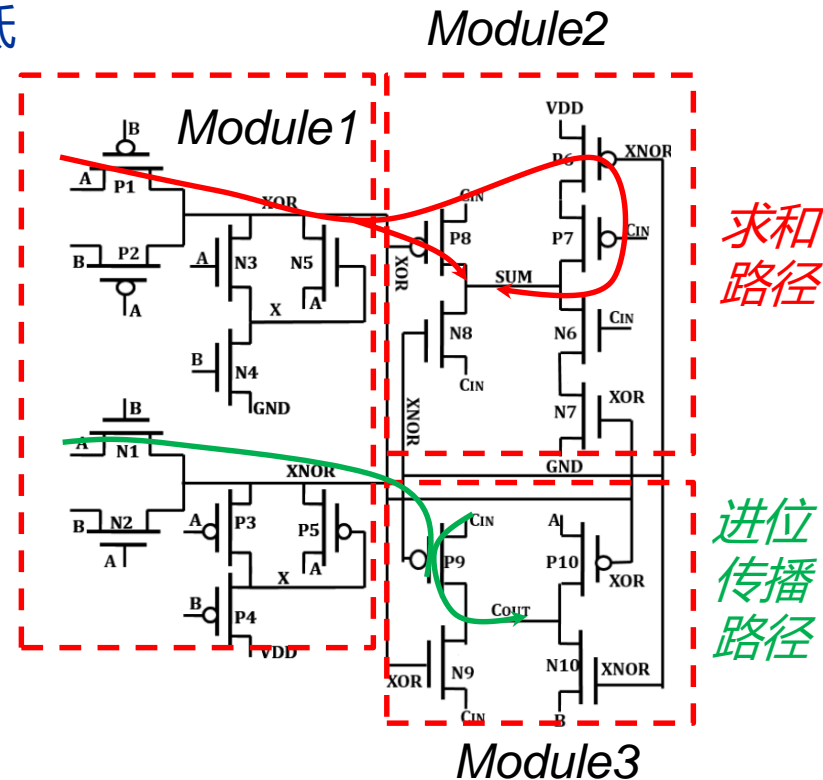 低
Module2
Module1
VDD
B
P6
XNOR
A
P1
XOR
CIN
P8
P7
CIN
求和
路径
P2
B
A
N3
N5
XOR
SUM
A
X
A
N6
CIN
B
N4
N8
CIN
GND
XNOR
N7
XOR
B
A
N1
XNOR
GND
N2
B
A
A
P3
P5
CIN
A
P9
P10
进位
传播
路径
X
A
XOR
B
P4
COUT
VDD
N10
XNOR
XOR
N9
CIN
B
Module3